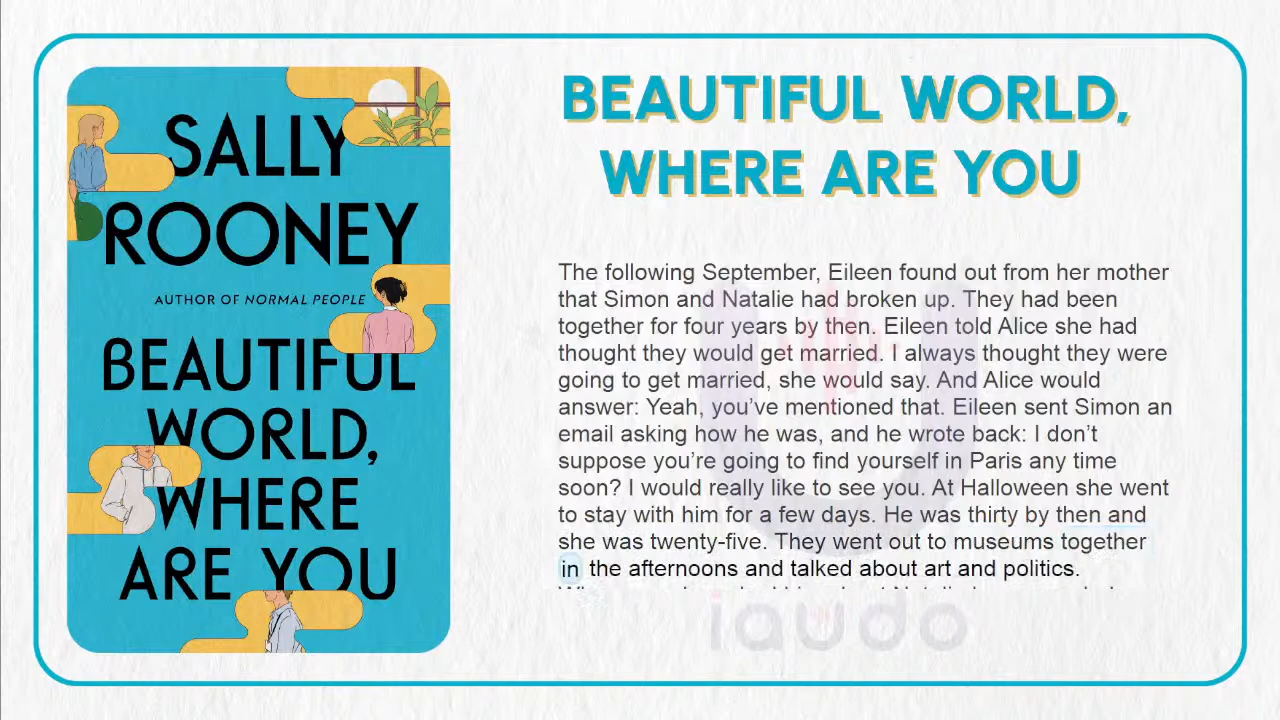 SALLY
ROONEY
AUTHOR OF NORMAL PEOPLE
BEAUTIFUL
WORLD,
WHERE
ARE YOU
BEAUTIFUL WORLD,
WHERE ARE YOU
The following September, Eileen found out from her mother
that Simon and Natalie had broken up. They had been
together for four years by then. Eileen told Alice she had
thought they would get married. I always thought they were
going to get married, she would say. And Alice would
answer: Yeah, you’ve mentioned that. Eileen sent Simon an
email asking how he was, and he wrote back: I don’t
suppose you’re going to find yourself in Paris any time
soon? I would really like to see you. At Halloween she went
to stay with him for a few days. He was thirty by then and
she was twenty-five. They went out to museums together
in the afternoons and talked about art and politics.
iaudo